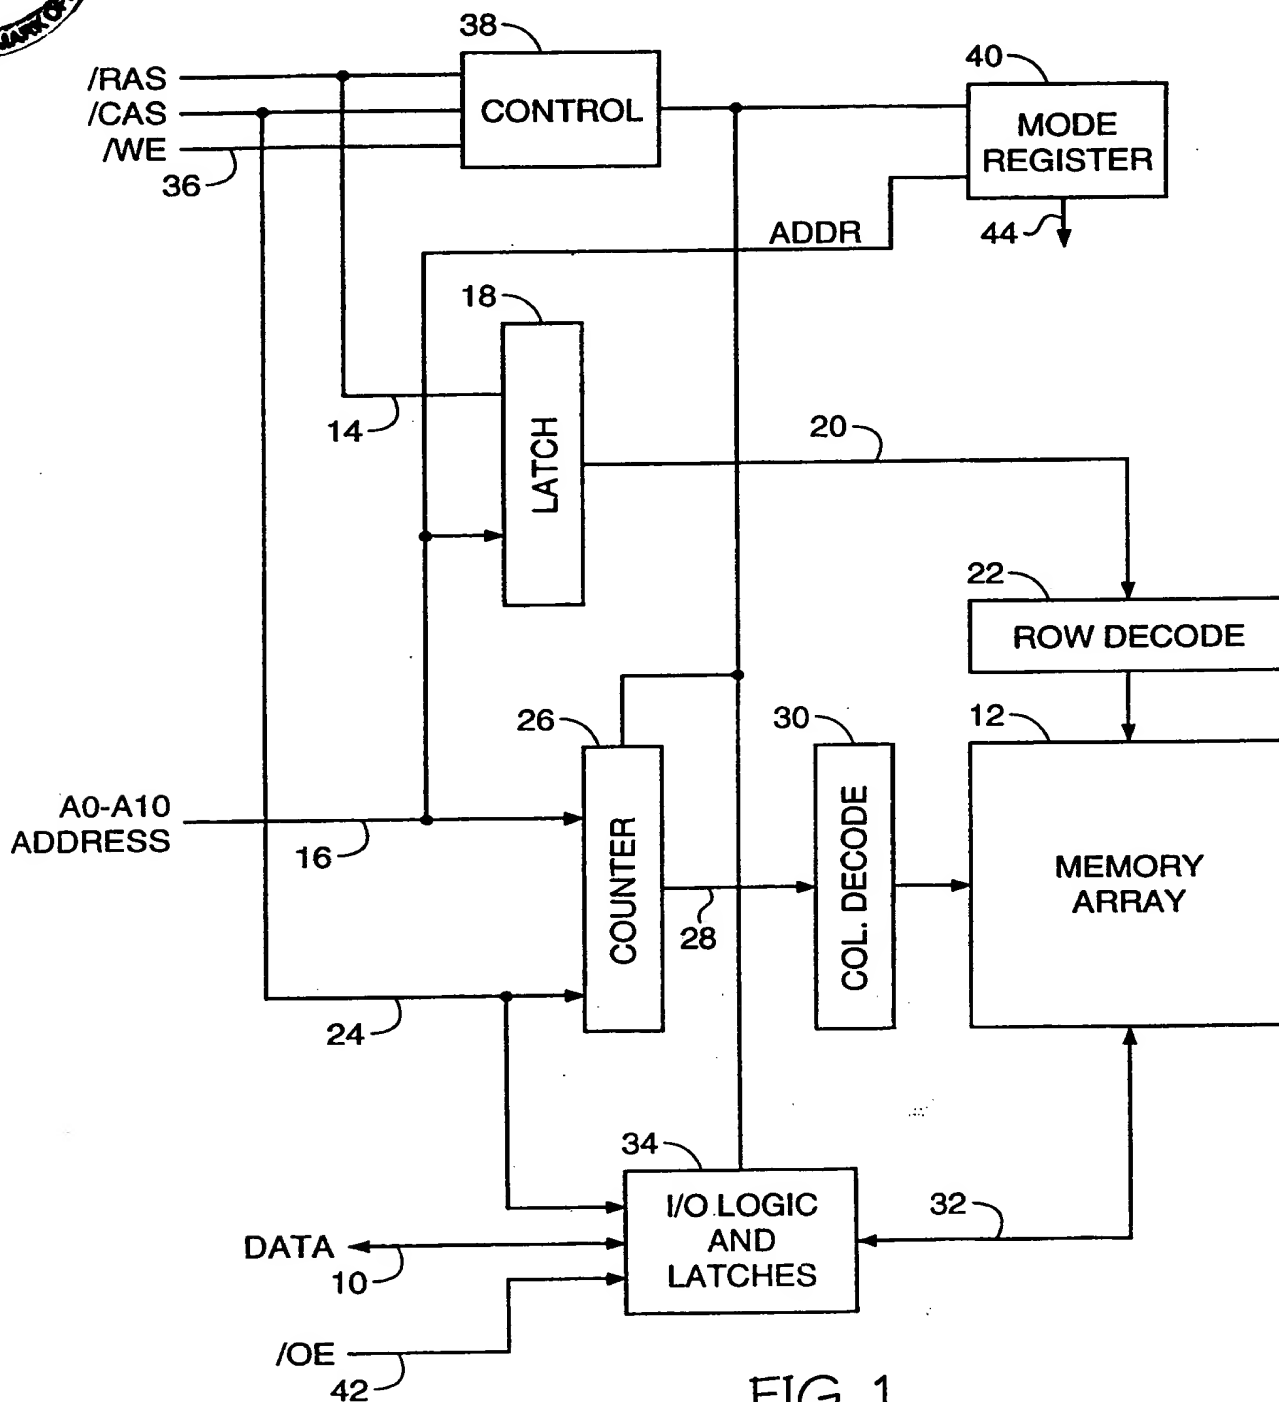 MARK OF
38
/RAS
/CAS
/WE
36
CONTROL
40
MODE
REGISTER
44
ADDR
18
LATCH
14
20
22
ROW DECODE
12
MEMORY
ARRAY
26
COUNTER
30
COL. DECODE
28
A0-A10
ADDRESS
16
24
34
I/O LOGIC
AND
LATCHES
32
DATA
10
/OE
42
FIG. 1